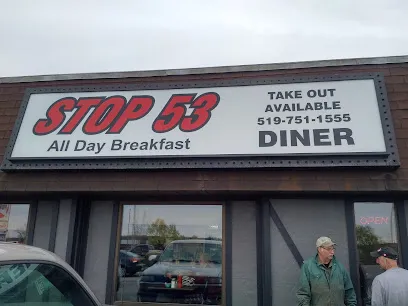 STOP 53
All Day Breakfast
TAKE OUT
AVAILABLE
519-751-1555
DINER
OPEN